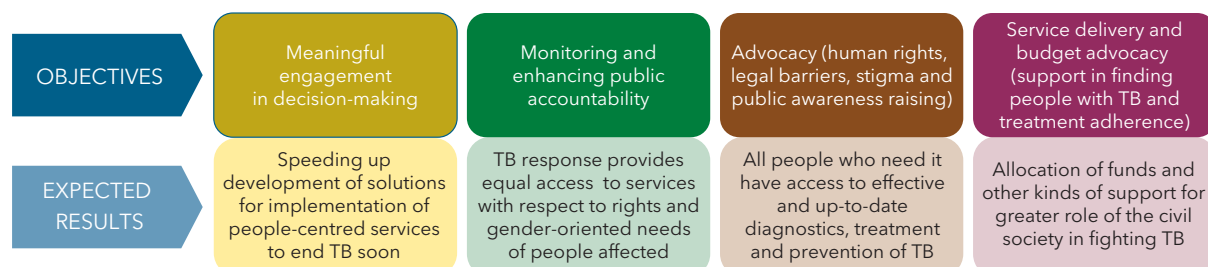 OBJECTIVES
Meaningful
engagement
in decision-making
Monitoring and
enhancing public
accountability
Advocacy (human rights,
legal barriers, stigma and
public awareness raising)
Service delivery and
budget advocacy
(support in finding
people with TB and
treatment adherence)
EXPECTED
RESULTS
Speeding up
development of solutions
for implementation of
people-centred services
to end TB soon
TB response provides
equal access to services
with respect to rights and
gender-oriented needs
of people affected
All people who need it
have access to effective
and up-to-date
diagnostics, treatment
and prevention of TB
Allocation of funds and
other kinds of support for
greater role of the civil
society in fighting TB